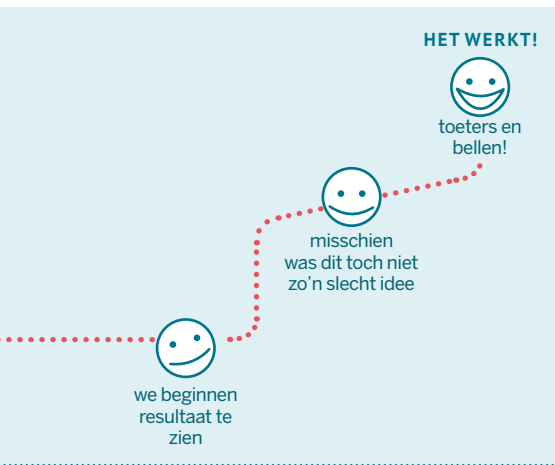 HET WERKT!
toeters en
bellen!
misschien
was dit toch niet
zo'n slecht idee
we beginnen
resultaat te
zien